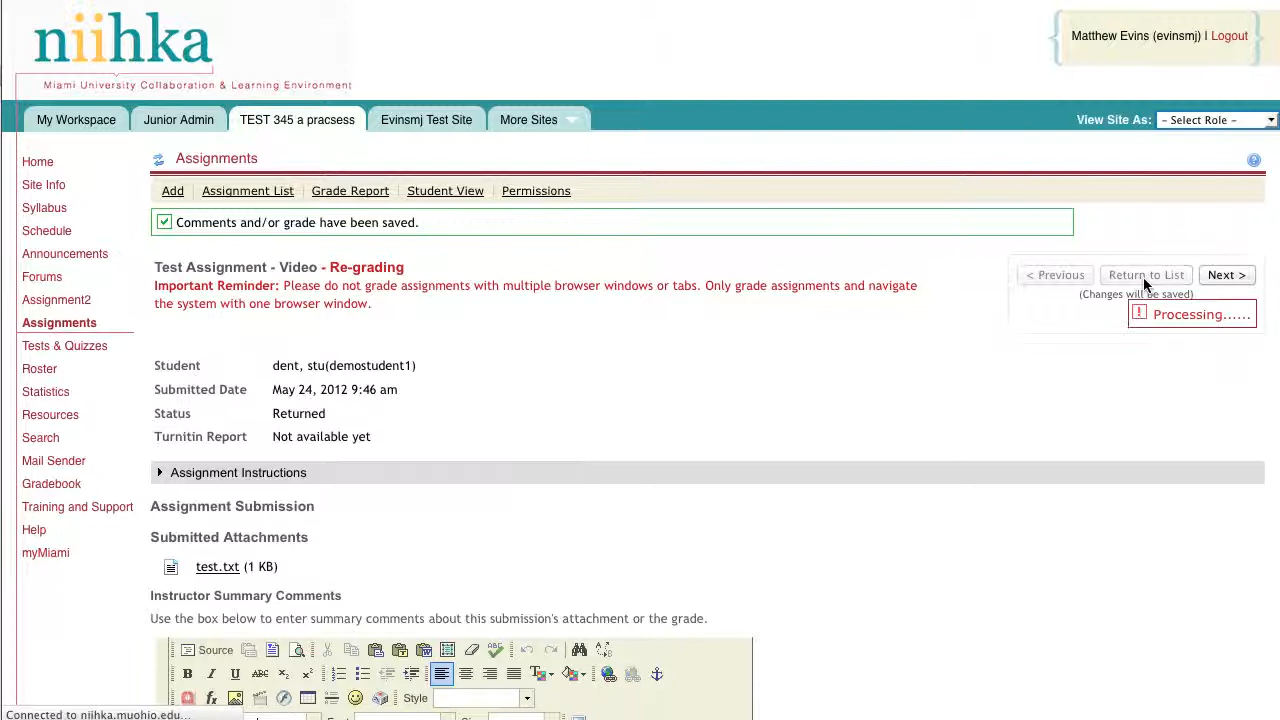 niihka
Miami University Collaboration & Learning Environment
Matthew Evins (evinsmj) | Logout
My Workspace
Junior Admin
TEST 345 a pracsess
Evinsmj Test Site
More Sites
View Site As:
- Select Role -
Home
Site Info
Syllabus
Schedule
Announcements
Forums
Assignment2
Assignments
Tests & Quizzes
Roster
Statistics
Resources
Search
Mail Sender
Gradebook
Training and Support
Help
myMiami
Assignments
Add
Assignment List
Grade Report
Student View
Permissions
Comments and/or grade have been saved.
Test Assignment - Video - Re-grading
Important Reminder: Please do not grade assignments with multiple browser windows or tabs. Only grade assignments and navigate
the system with one browser window.
< Previous
Return to List
Next >
(Changes will be saved)
Processing......
Student dent, stu(demostudent1)
Submitted Date May 24, 2012 9:46 am
Status Returned
Turnitin Report Not available yet
Assignment Instructions
Assignment Submission
Submitted Attachments
test.txt (1 KB)
Instructor Summary Comments
Use the box below to enter summary comments about this submission's attachment or the grade.
Source
Style
Connected to niihka.muohio.edu...